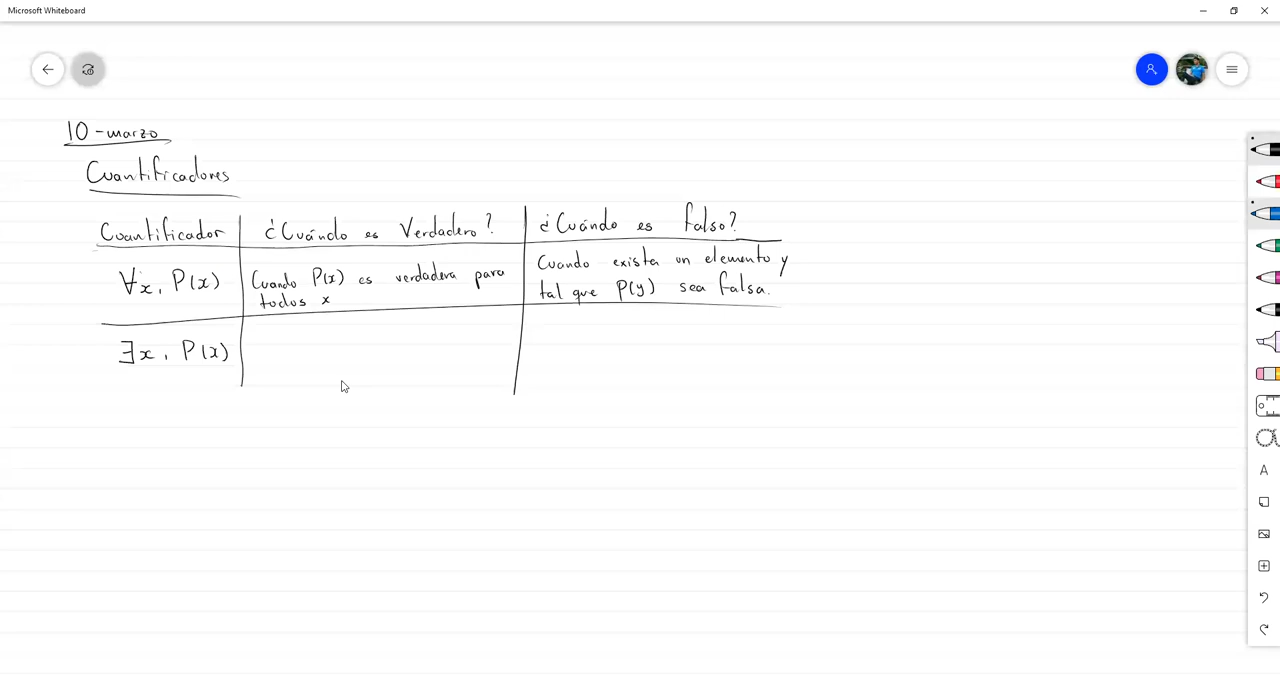 Microsoft Whiteboard
10-marzo
Cuantificadores
Cuantificador ¿Cuándo es Verdadero? ¿Cuándo es falso?
∀x, P(x) Cuando P(x) es verdadera para todos x Cuando exista un elemento y tal que P(y) sea falsa.
∃x, P(x)
A